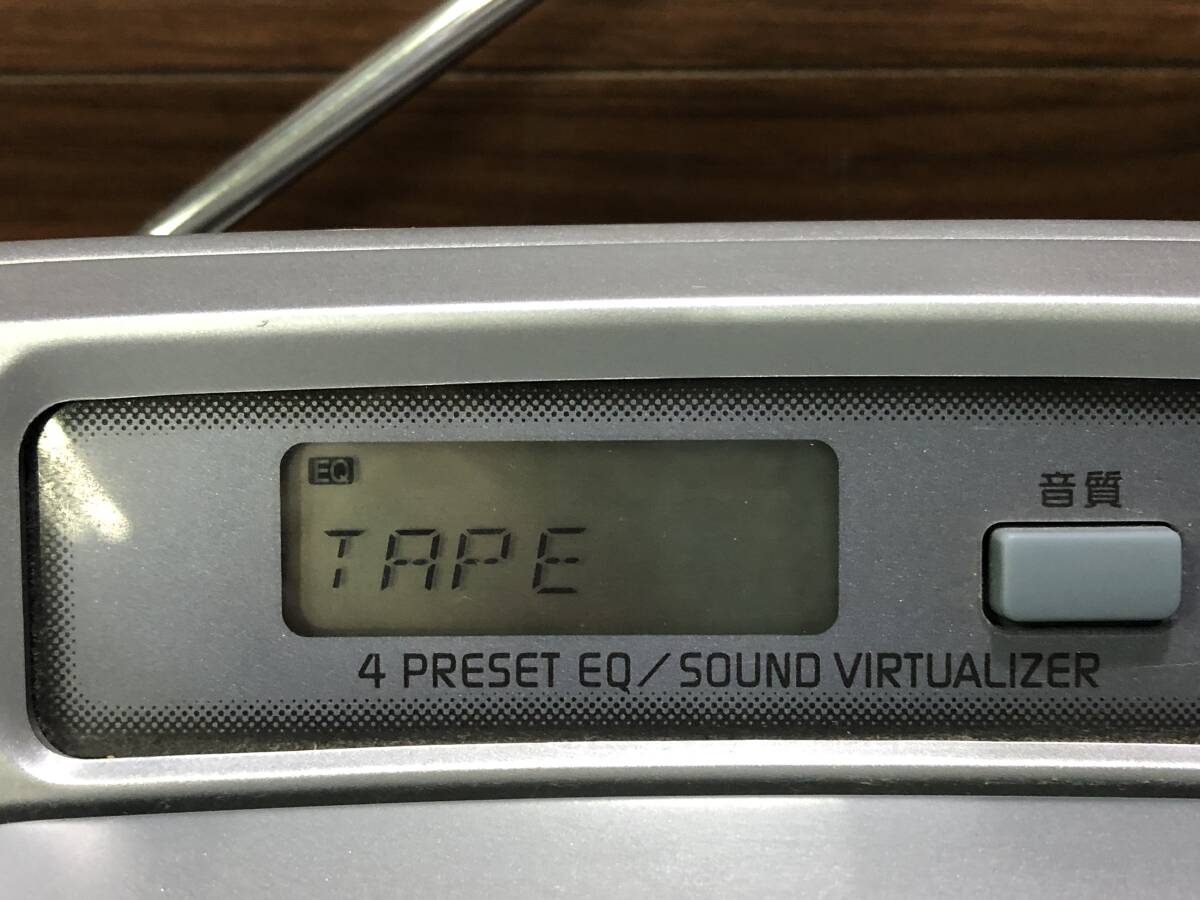 EQ
TAPE
音質
4 PRESET EQ/SOUND VIRTUALIZER